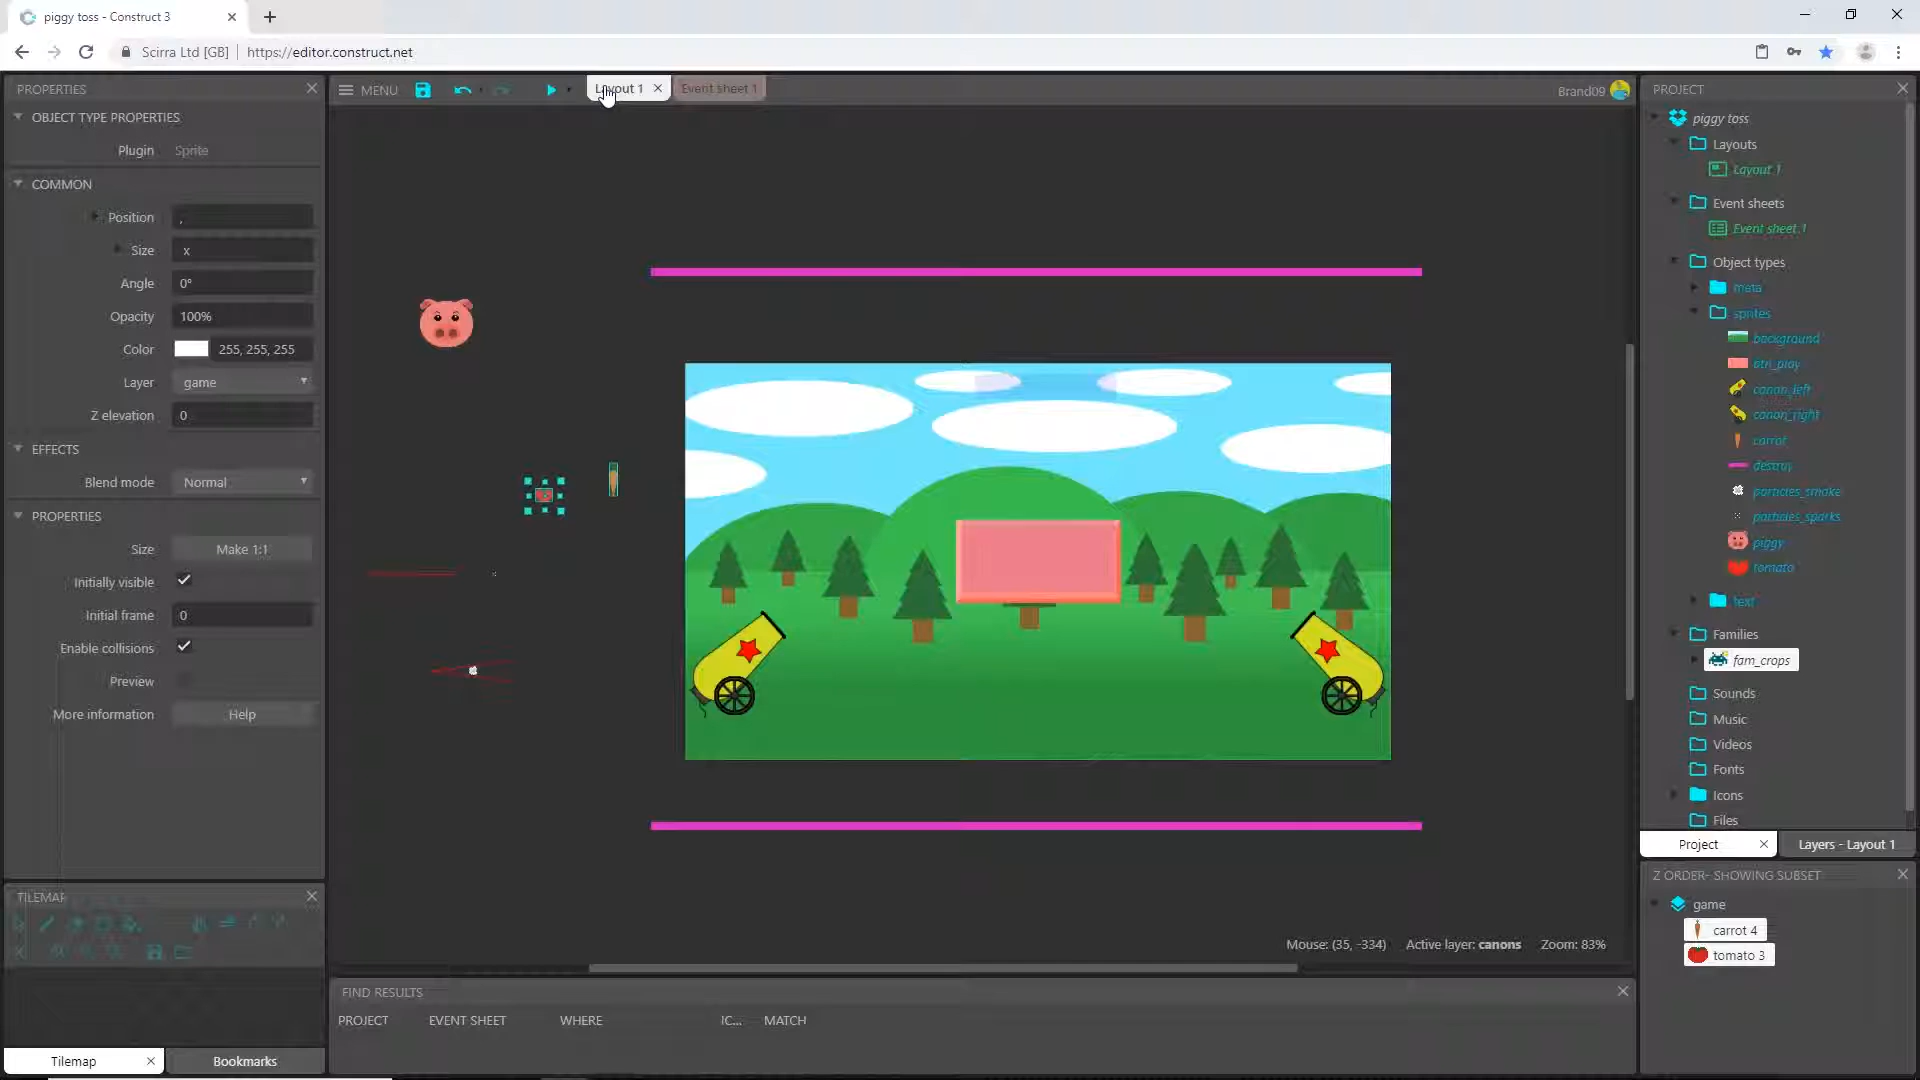 piggy toss - Construct 3
Scirra Ltd [GB]
https://editor.construct.net
PROPERTIES
OBJECT TYPE PROPERTIES
Plugin Sprite
COMMON
Position ,
Size x
Angle 0°
Opacity 100%
Color 255, 255, 255
Layer game
Z elevation 0
EFFECTS
Blend mode Normal
PROPERTIES
Size Make 1:1
Initially visible
Initial frame 0
Enable collisions
Preview
More information Help
TILEMAP
Tilemap
Bookmarks
MENU
Layout 1
Event sheet 1
Brand09
Mouse: (35, -334) Active layer: canons Zoom: 83%
FIND RESULTS
PROJECT EVENT SHEET WHERE IC... MATCH
PROJECT
piggy toss
Layouts
Layout 1
Event sheets
Event sheet 1
Object types
meta
sprites
background
btn_play
canon_left
canon_right
carrot
destroy
particles_smoke
particles_sparks
piggy
tomato
text
Families
fam_crops
Sounds
Music
Videos
Fonts
Icons
Files
Project
Layers - Layout 1
Z ORDER- SHOWING SUBSET
game
carrot 4
tomato 3